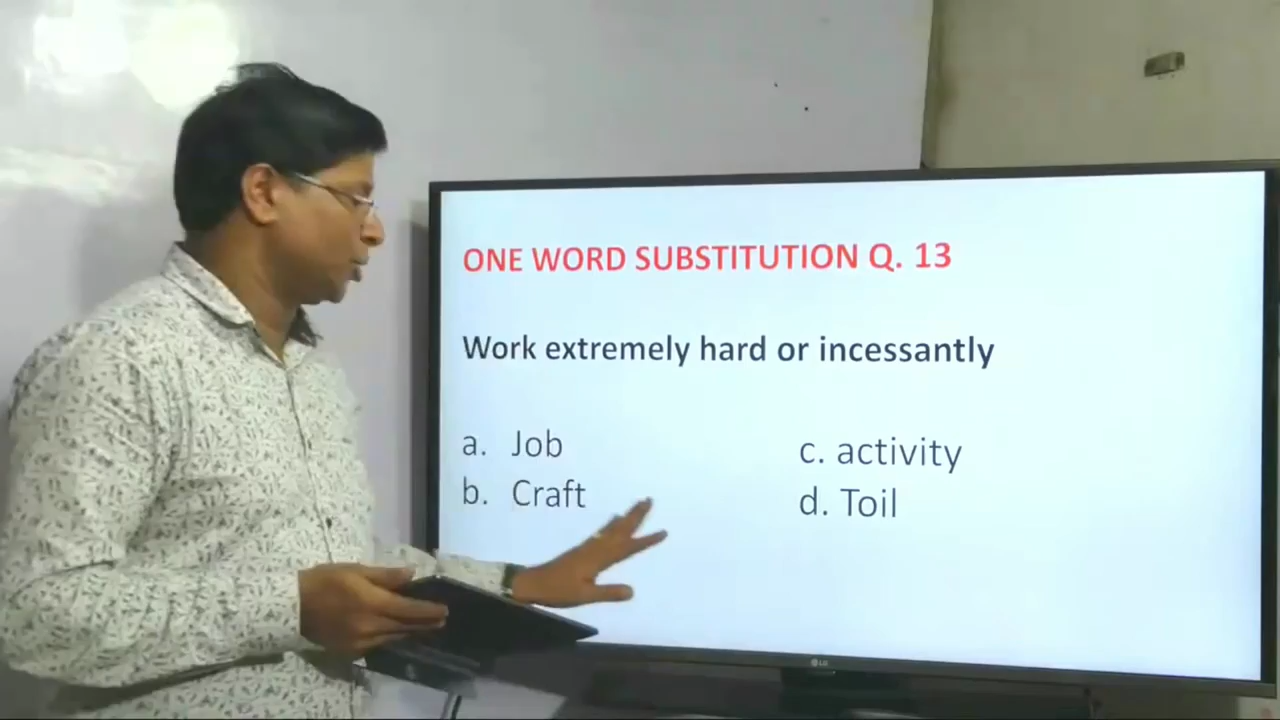 ONE WORD SUBSTITUTION Q. 13
Work extremely hard or incessantly
a. Job
b. Craft
c. activity
d. Toil
LG